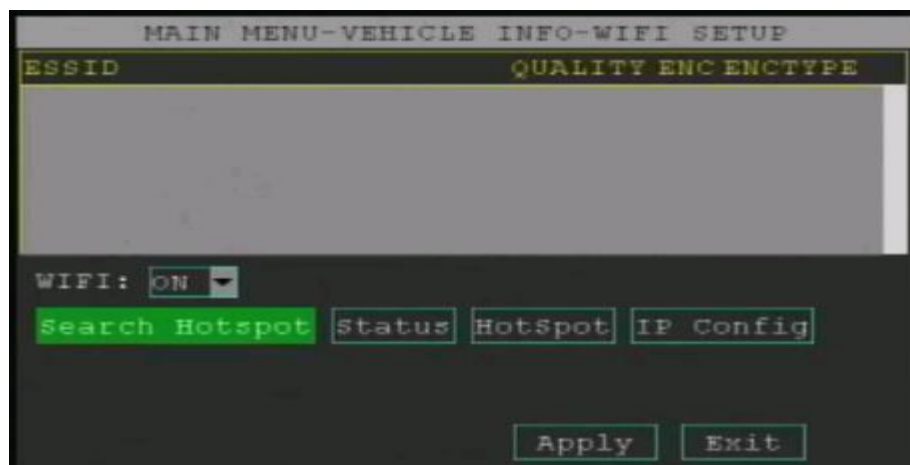 MAIN MENU-VEHICLE INFO-WIFI SETUP
ESSID QUALITY ENC ENCTYPE
WIFI: ON
Search Hotspot Status HotSpot IP Config
Apply Exit